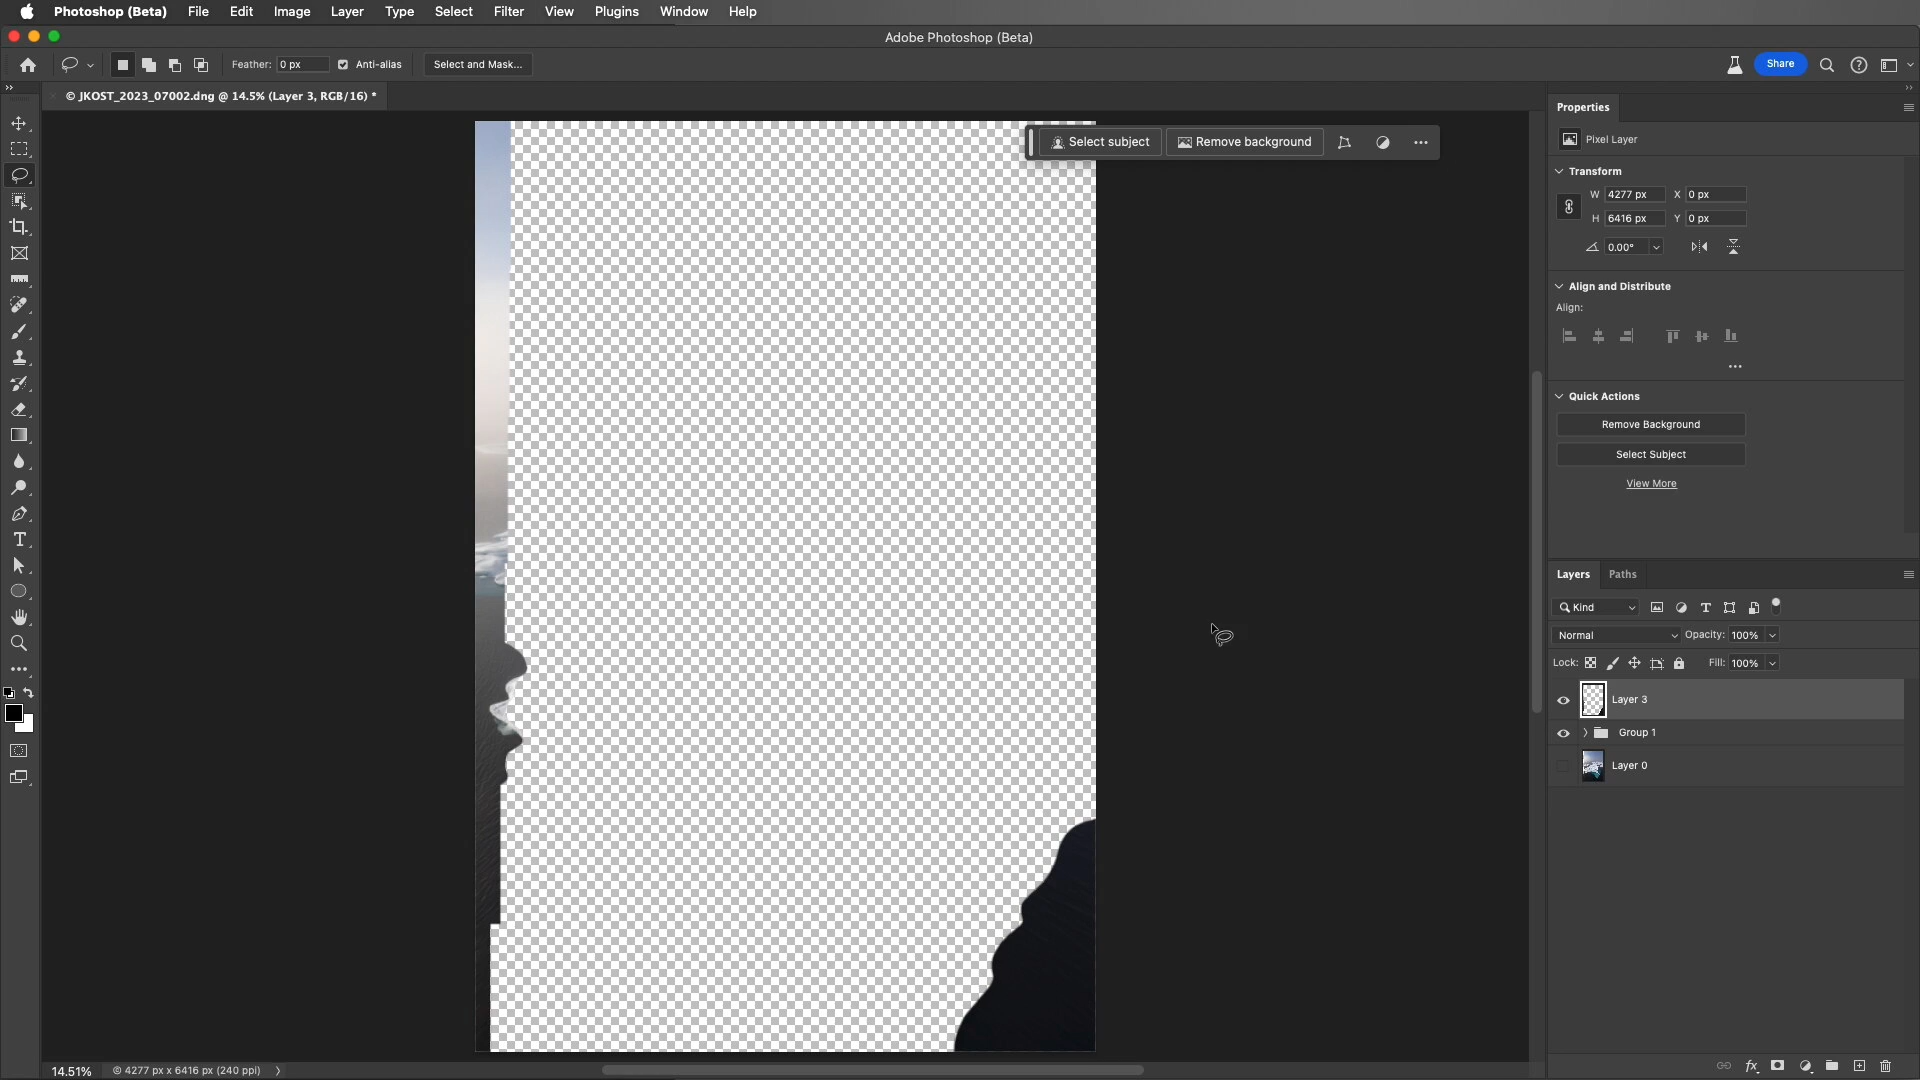 Photoshop (Beta) File Edit Image Layer Type Select Filter View Plugins Window Help
Adobe Photoshop (Beta)
Feather: 0 px Anti-alias Select and Mask... Share
© JKOST_2023_07002.dng @ 14.5% (Layer 3, RGB/16) *
Select subject Remove background
Properties
Pixel Layer
Transform
W 4277 px X 0 px
H 6416 px Y 0 px
0.00°
Align and Distribute
Align:
Quick Actions
Remove Background
Select Subject
View More
Layers Paths
Kind
Normal Opacity: 100%
Lock: Fill: 100%
Layer 3
Group 1
Layer 0
14.51% © 4277 px x 6416 px (240 ppi)